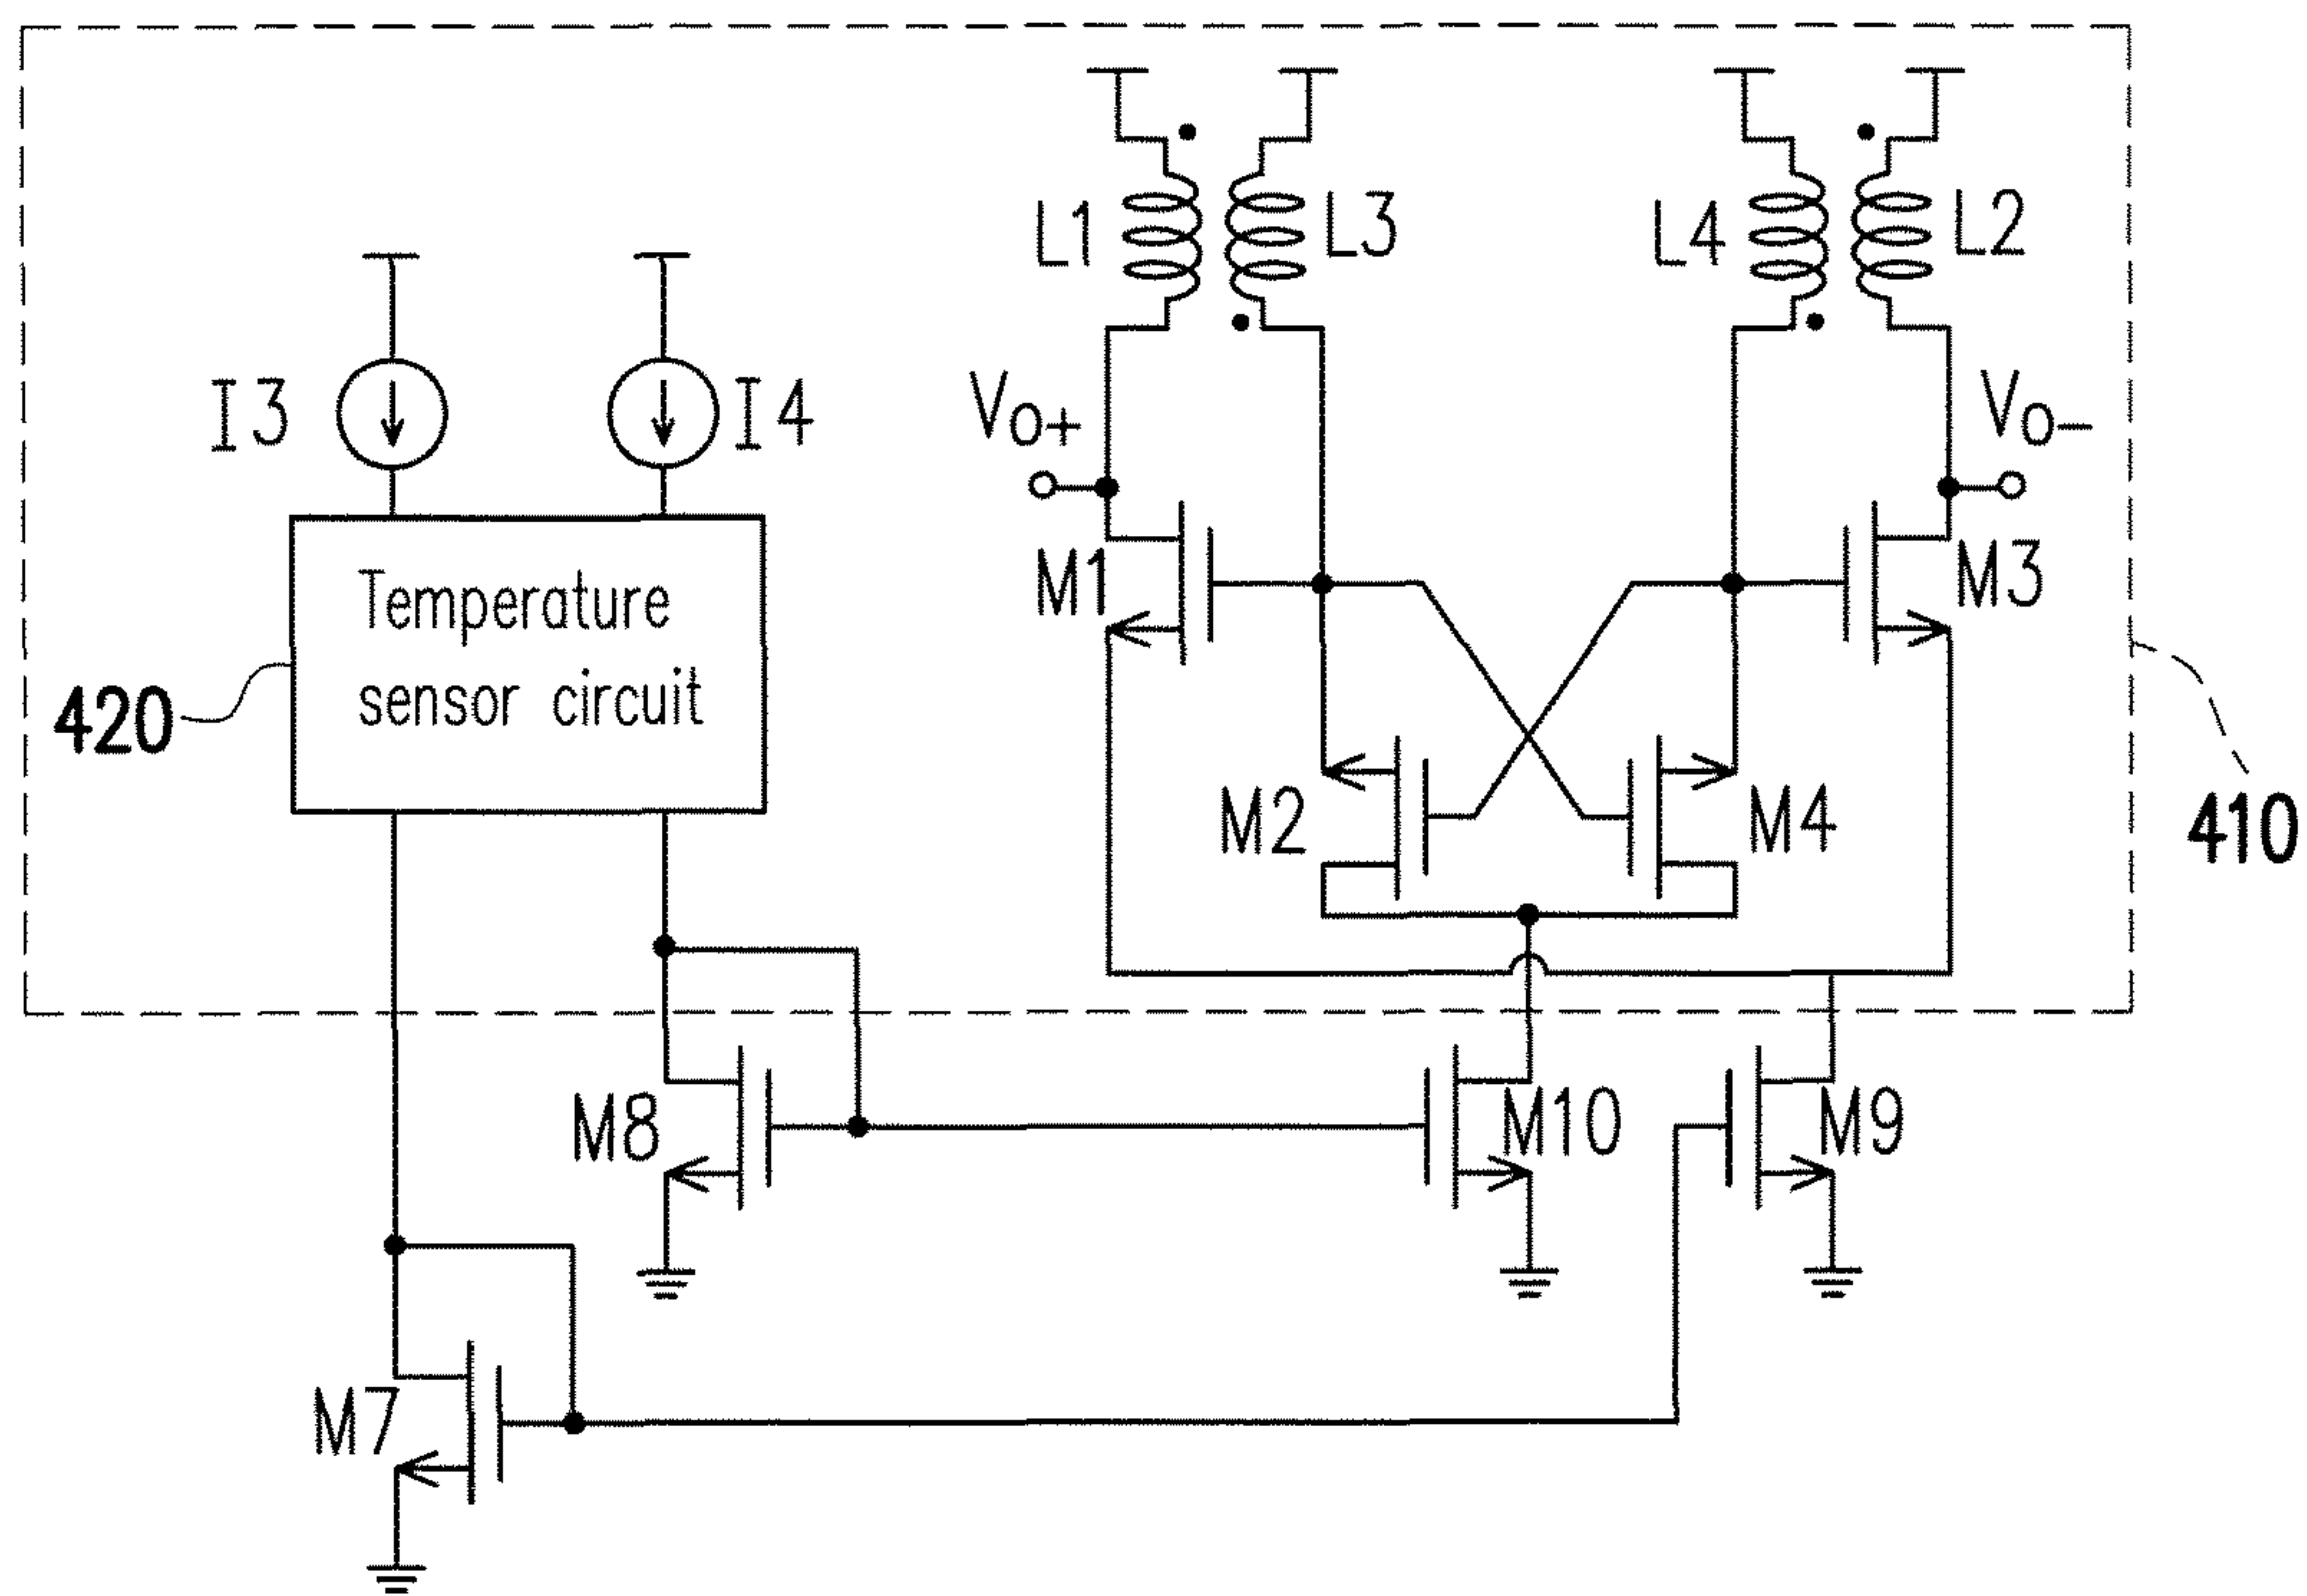 L1
L3
L4
L2
I3
I4
Vo+
Vo-
Temperature
sensor circuit
M1
M3
420
M2
M4
410
M8
M10
M9
M7